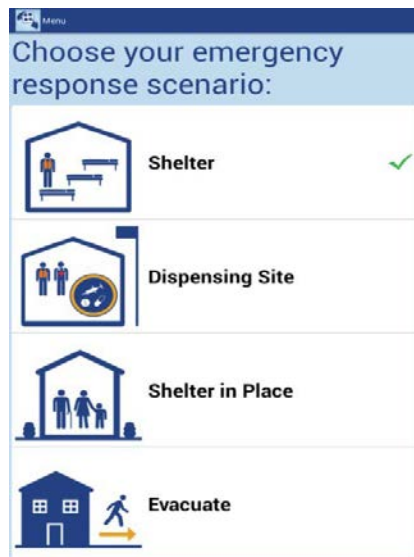 Menu
Choose your emergency
response scenario:
Shelter
Dispensing Site
Shelter in Place
Evacuate